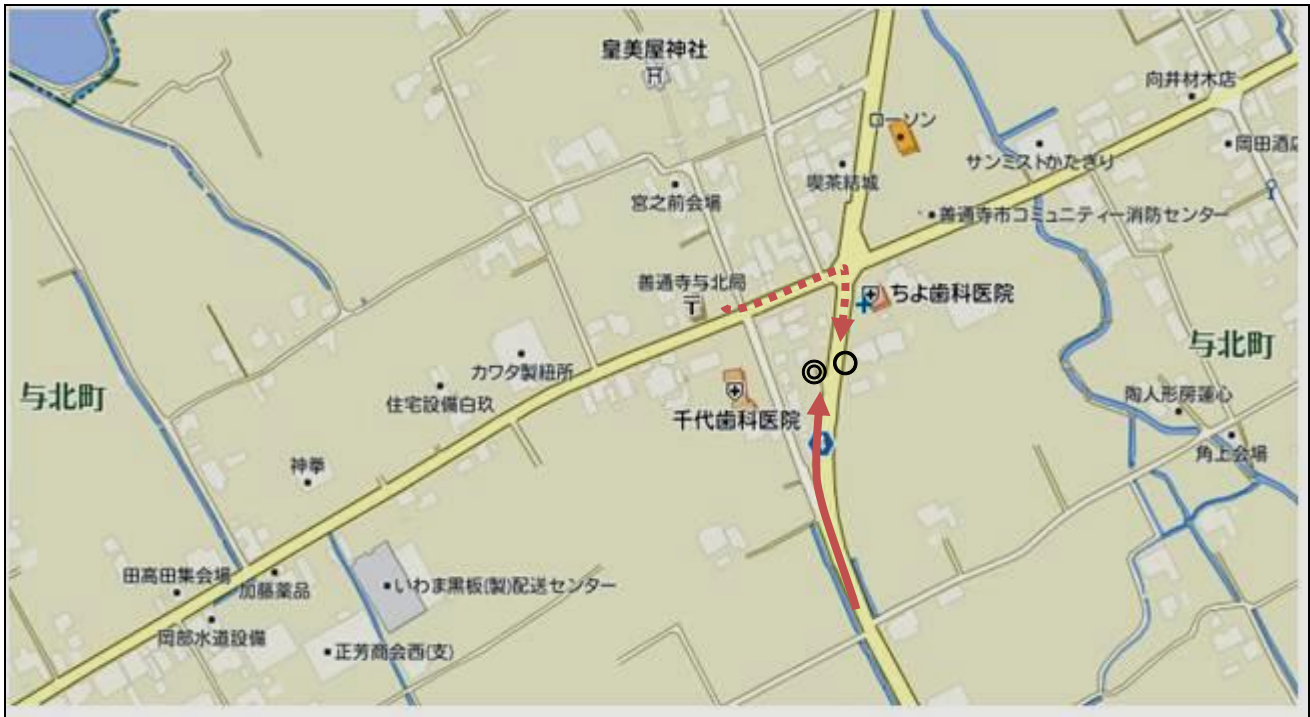 皇美屋神社
向井材木店
ローソン
岡田酒店
サンミストかたぎり
喫茶結城
宮之前会場
善通寺市コミュニティー消防センター
善通寺与北局
ちよ歯科医院
与北町
カワタ製紐所
与北町
住宅設備白玖
陶人形房蓮心
千代歯科医院
角上会場
神拳
田高田集会場
加藤薬品
いわま黒板(製)配送センター
岡部水道設備
正芳商会西(支)